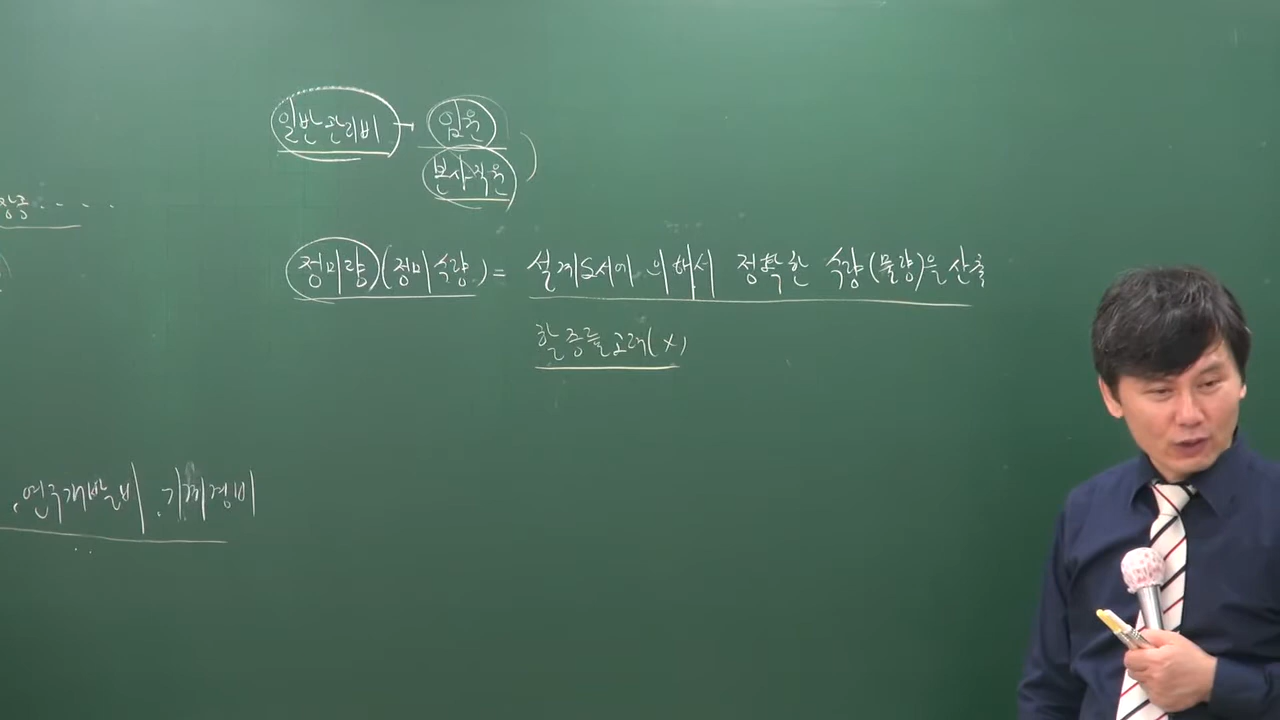 일반관리비 - 임원
본사직원
정미량(정미수량) = 설계도서에 의해서 정확한 수량(물량)을 산출
할증률고려(x)
. 연구개발비 . 기계경비